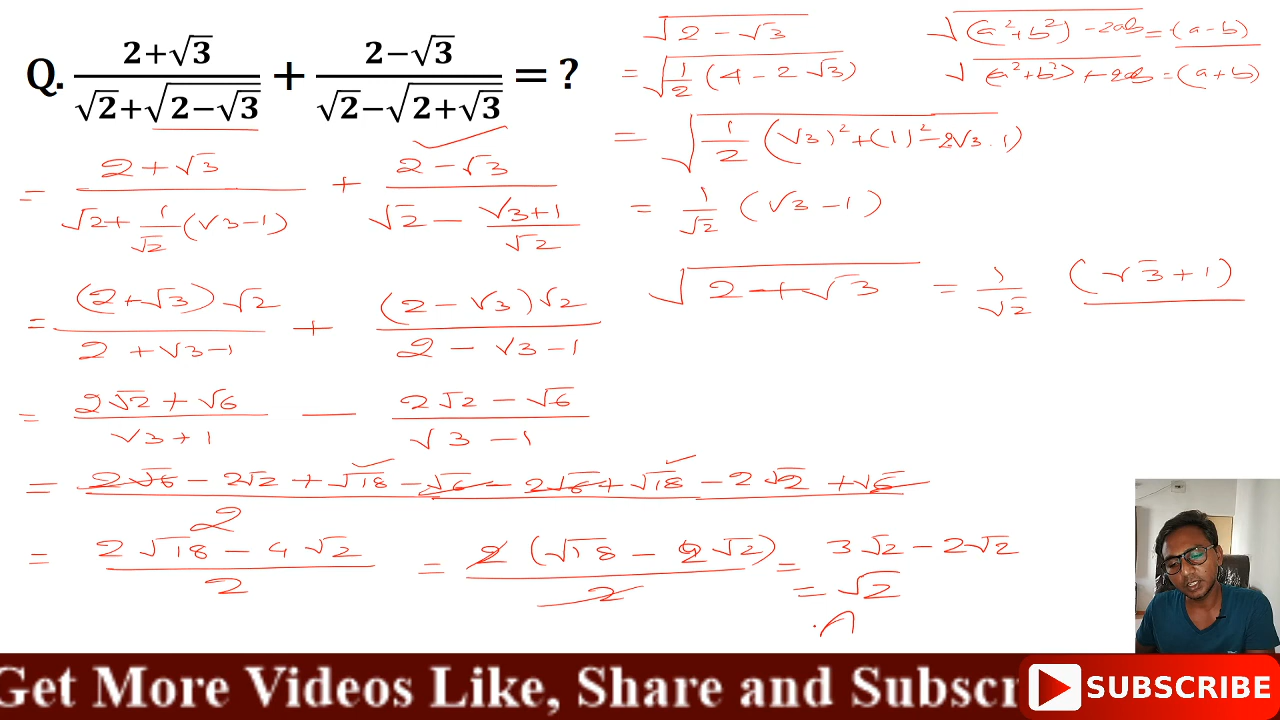 Q. (2+√3)/(√2+√(2−√3)) + (2−√3)/(√2−√(2+√3)) = ?
= (2+√3)/(√2+ 1/√2 (√3−1)) + (2−√3)/(√2 − (√3+1)/√2)
= ((2+√3)√2)/(2+√3−1) + ((2−√3)√2)/(2−√3−1)
= (2√2+√6)/(√3+1) − (2√2−√6)/(√3−1)
= (2√6 − 2√2 + √18 − √6 − 2√6 + √18 − 2√2 + √6)/2
= (2√18 − 4√2)/2 = (2(√18 − 2√2))/2 = 3√2 − 2√2
= √2
√(2−√3)
= √(1/2 (4−2√3))
= √(1/2 ((√3)²+(1)²−2√3·1))
= 1/√2 (√3−1)
√(2+√3) = 1/√2 (√3+1)
√((a²+b²)−2ab) = (a−b)
√((a²+b²)+2ab) = (a+b)
Get More Videos Like, Share and Subscr
SUBSCRIBE